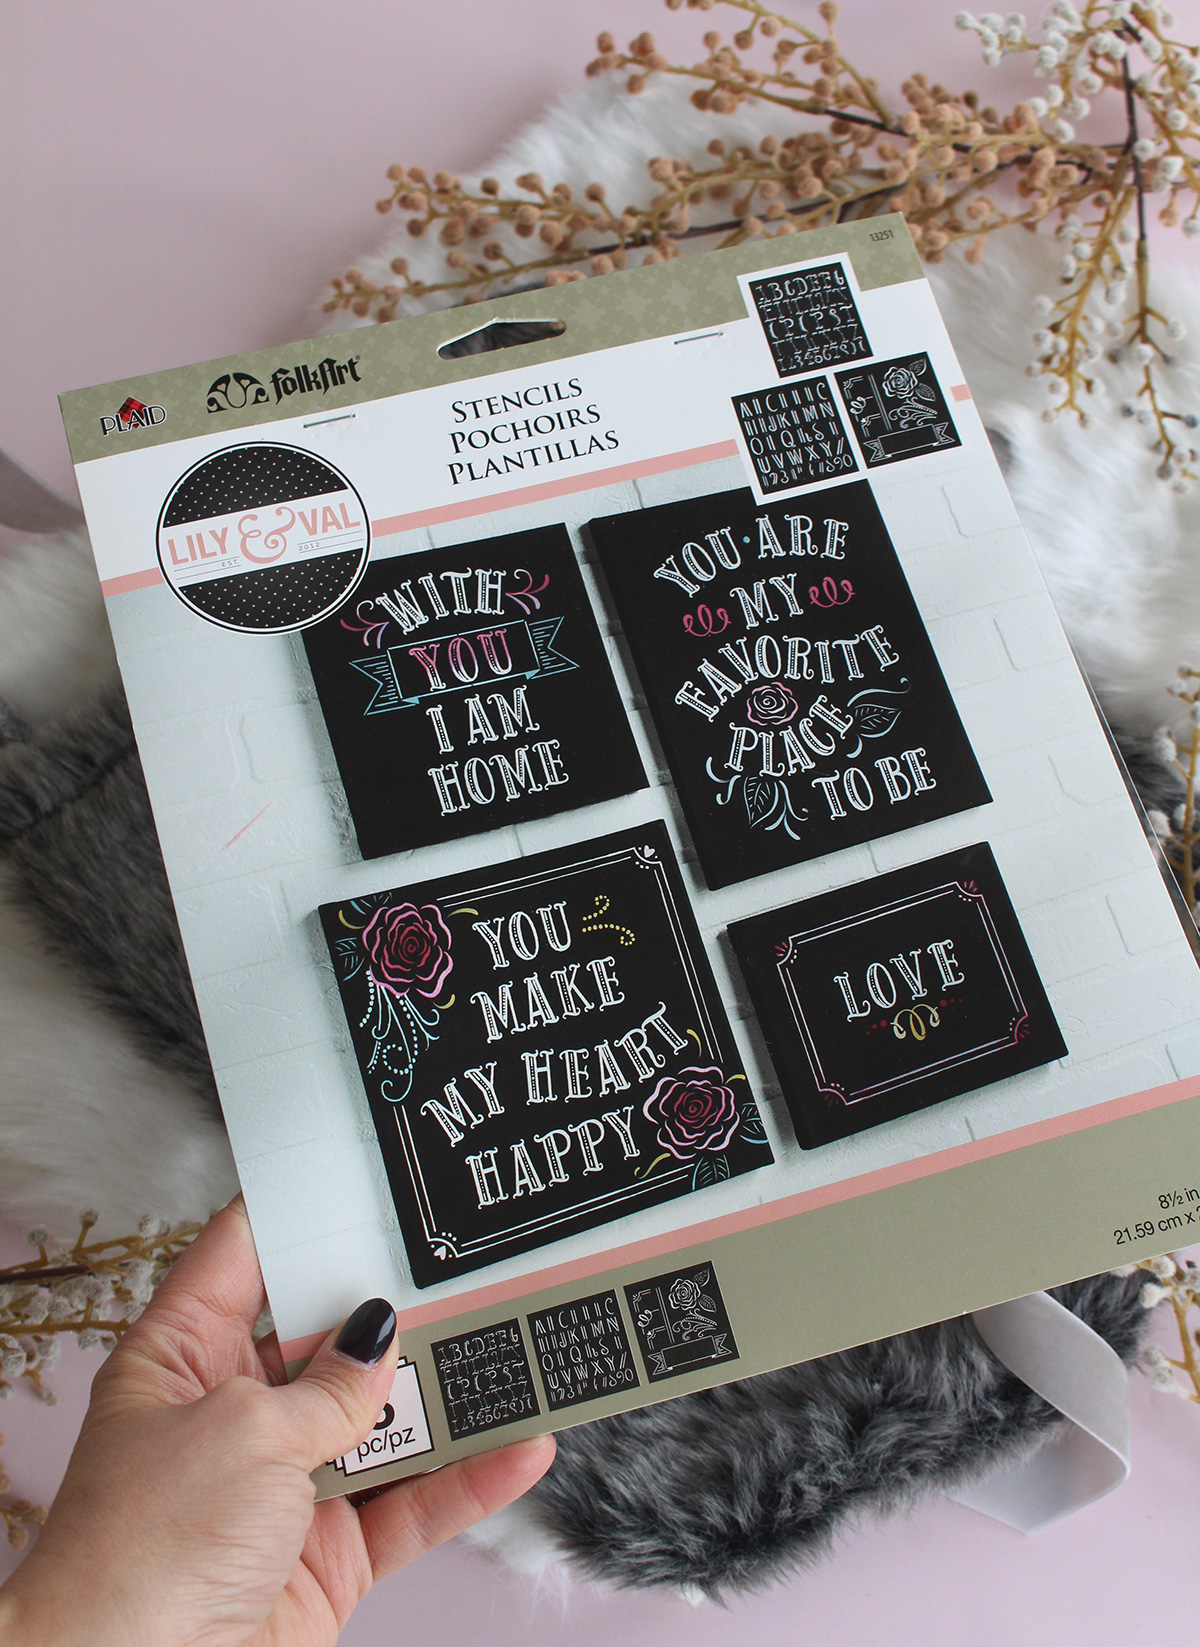 13251
PLAID
FolkArt
STENCILS
POCHOIRS
PLANTILLAS
LILY & VAL
EST 2012
WITH
YOU
I AM
HOME
YOU ARE
MY
FAVORITE
PLACE
TO BE
YOU
MAKE
MY HEART
HAPPY
LOVE
8½ in
21.59 cm x
pc/pz